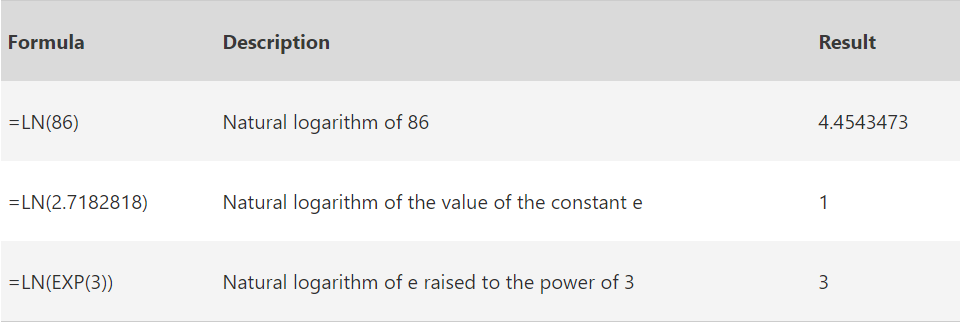 Formula Description Result
=LN(86) Natural logarithm of 86 4.4543473
=LN(2.7182818) Natural logarithm of the value of the constant e 1
=LN(EXP(3)) Natural logarithm of e raised to the power of 3 3